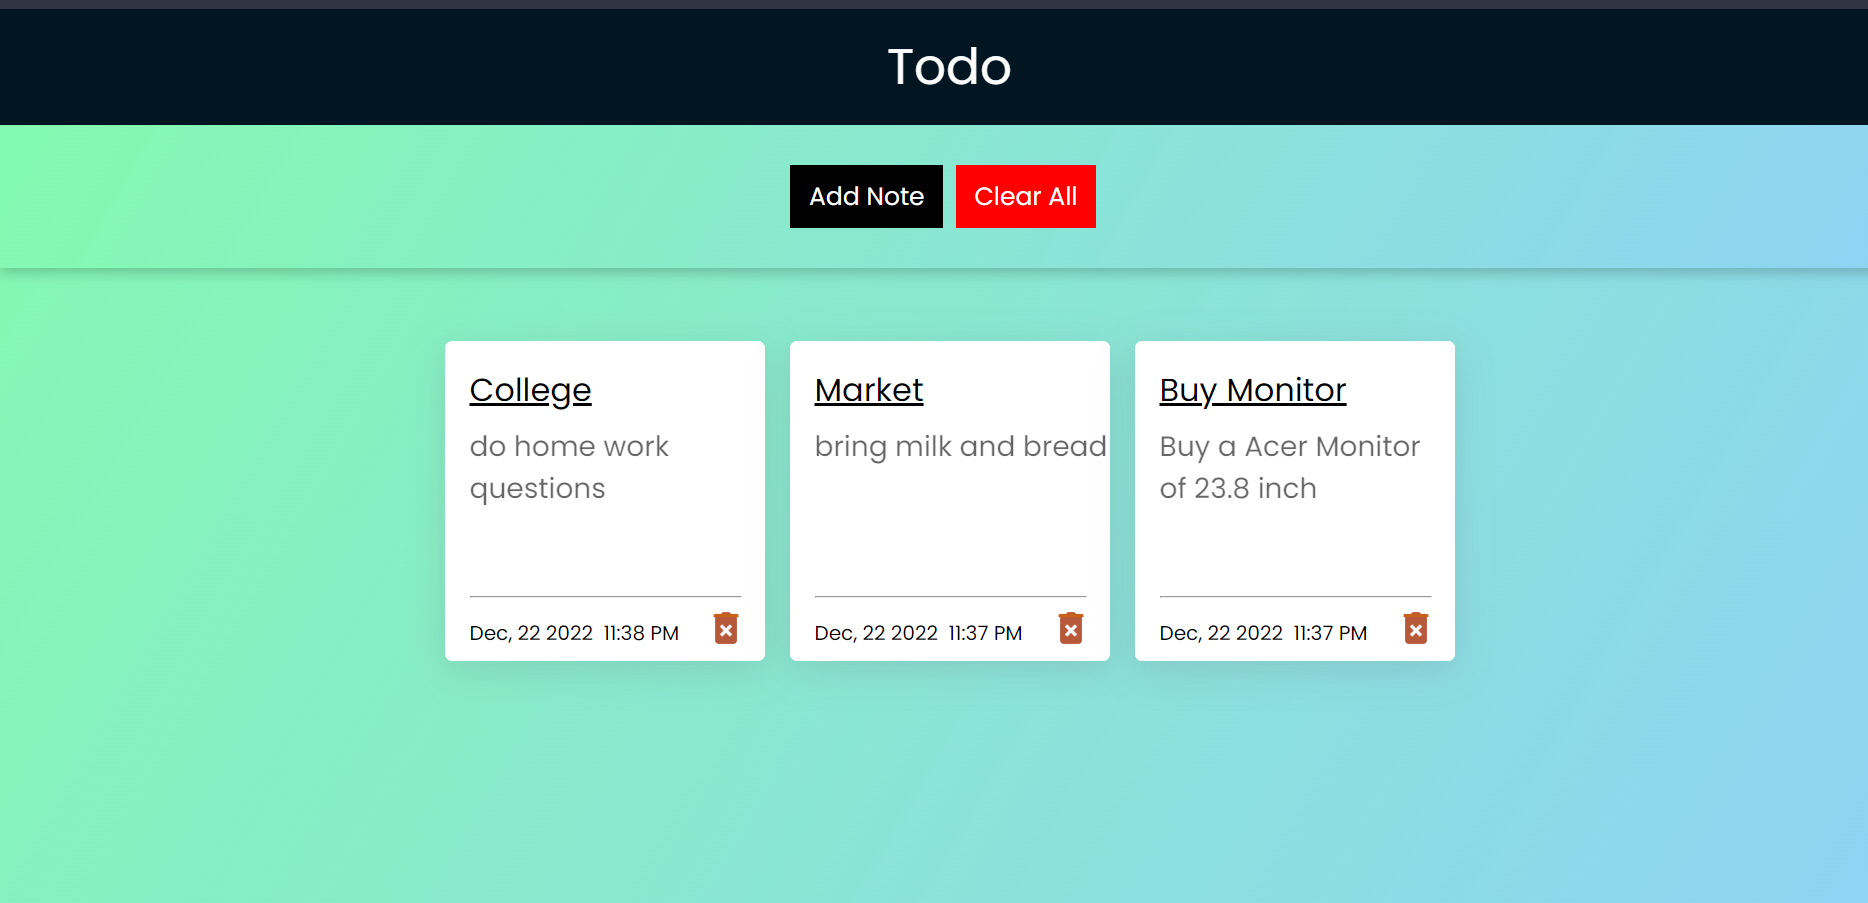 Todo
Add Note
Clear All
College
do home work
questions
Dec, 22 2022 11:38 PM
Market
bring milk and bread
Dec, 22 2022 11:37 PM
Buy Monitor
Buy a Acer Monitor
of 23.8 inch
Dec, 22 2022 11:37 PM